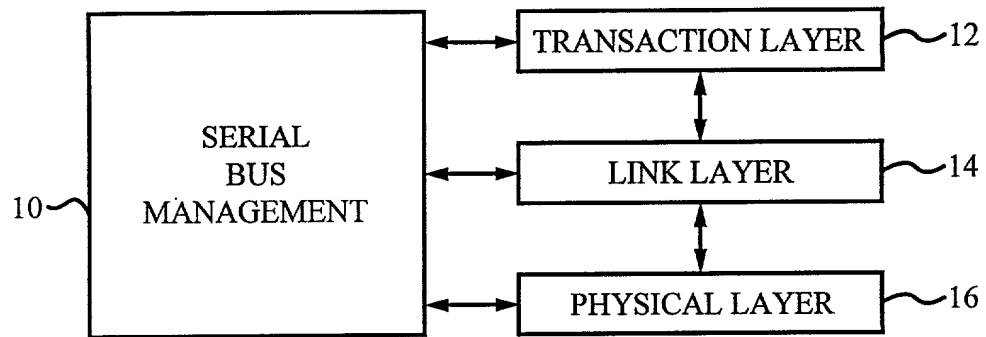 TRANSACTION LAYER
12
SERIAL
BUS
MANAGEMENT
10
LINK LAYER
14
PHYSICAL LAYER
16